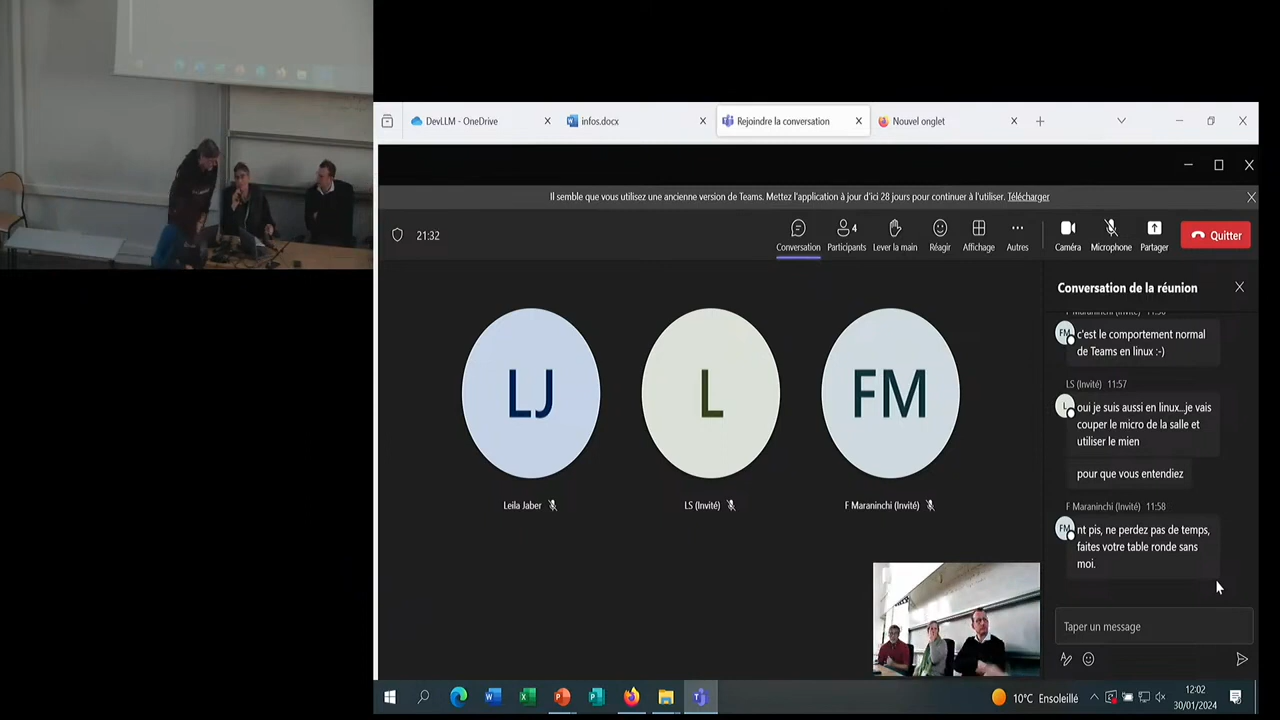 DevLLM - OneDrive
infos.docx
Rejoindre la conversation
Nouvel onglet
Il semble que vous utilisez une ancienne version de Teams. Mettez l'application à jour d'ici 28 jours pour continuer à l'utiliser. Télécharger
21:32
Conversation
4
Participants
Lever la main
Réagir
Affichage
Autres
Caméra
Microphone
Partager
Quitter
Conversation de la réunion
LJ
L
FM
Leila Jaber
LS (Invité)
F Maraninchi (Invité)
FM
c'est le comportement normal
de Teams en linux :-)
LS (Invité) 11:57
L
oui je suis aussi en linux...je vais
couper le micro de la salle et
utiliser le mien
pour que vous entendiez
F Maraninchi (Invité) 11:58
FM
nt pis, ne perdez pas de temps,
faites votre table ronde sans
moi.
Taper un message
10°C Ensoleillé
12:02
30/01/2024